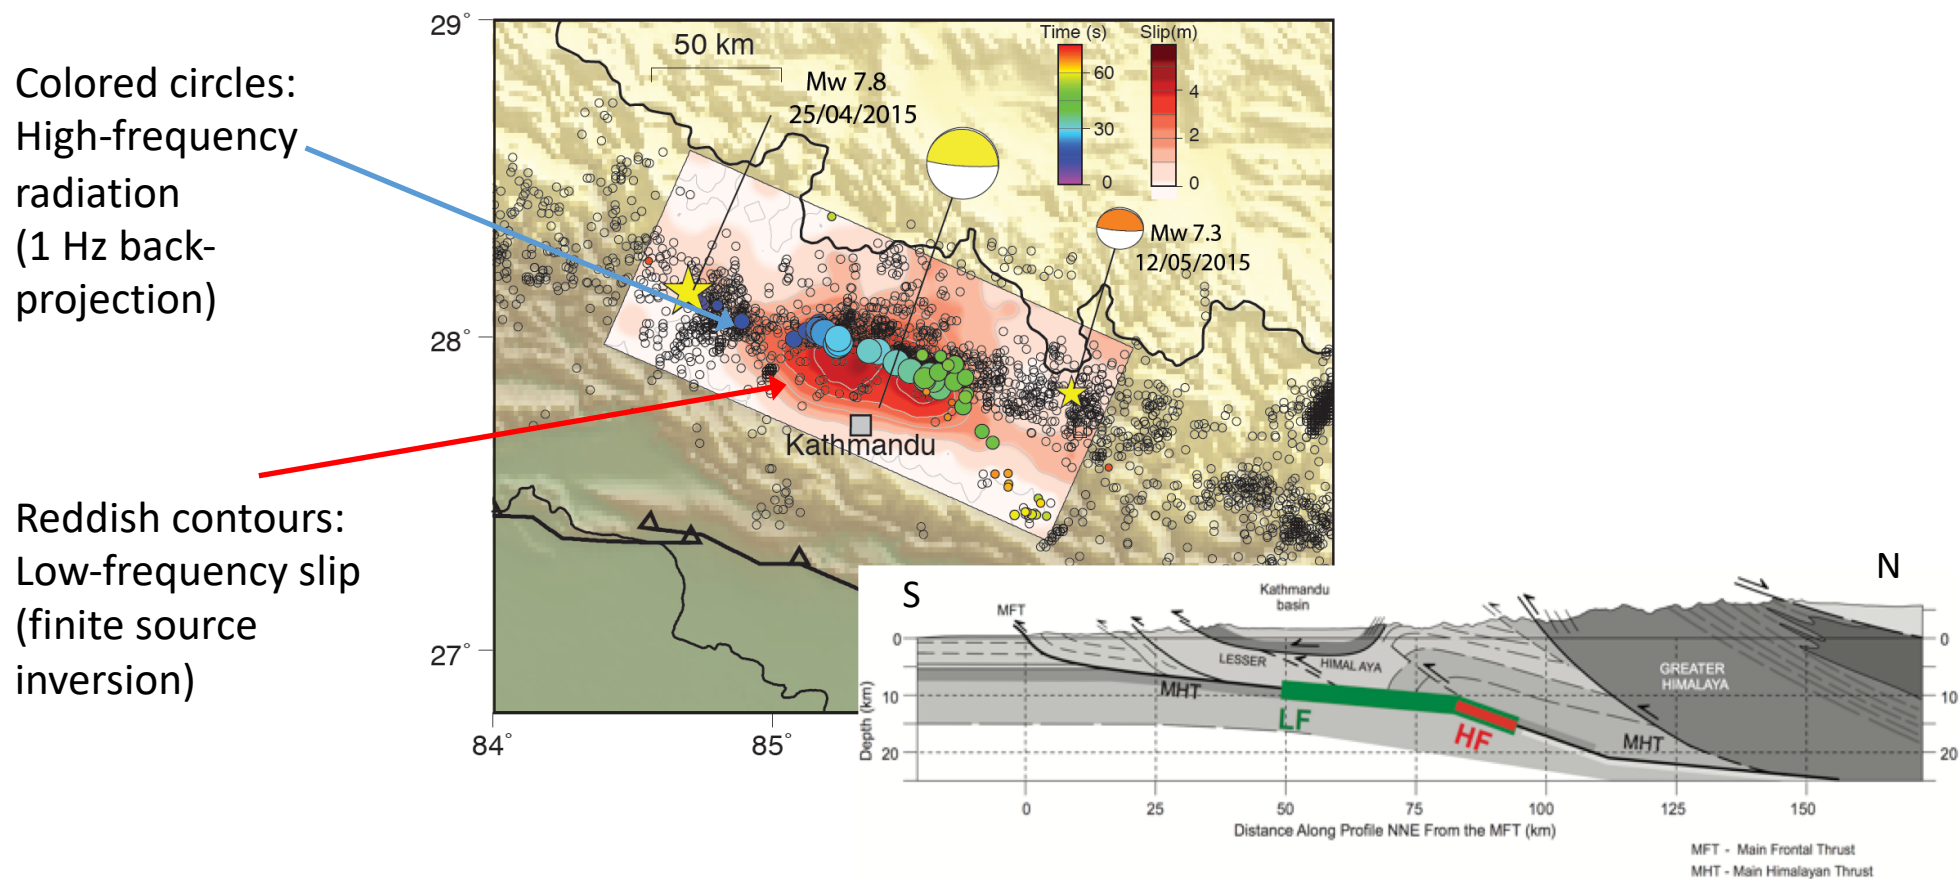 Colored circles:
High-frequency
radiation
(1 Hz back-
projection)
Reddish contours:
Low-frequency slip
(finite source
inversion)
29°
28°
27°
84°
85°
50 km
Mw 7.8
25/04/2015
Time (s)
60
30
0
Slip(m)
4
2
0
Mw 7.3
12/05/2015
Kathmandu
S
N
Kathmandu
basin
MFT
LESSER
HIMALAYA
GREATER
HIMALAYA
MHT
LF
HF
MHT
Depth (km)
0
10
20
0
10
20
0
25
50
75
100
125
150
Distance Along Profile NNE From the MFT (km)
MFT - Main Frontal Thrust
MHT - Main Himalayan Thrust